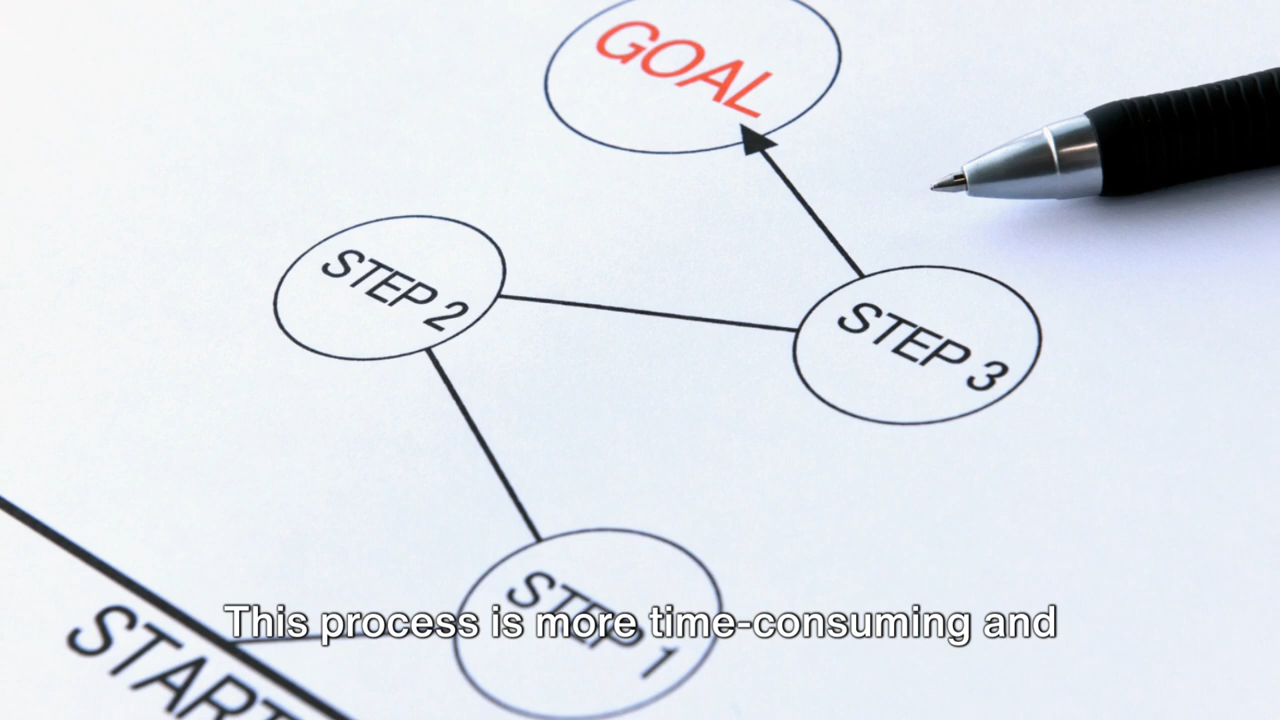 GOAL
STEP 2
STEP 3
STEP 1
This process is more time-consuming and
START